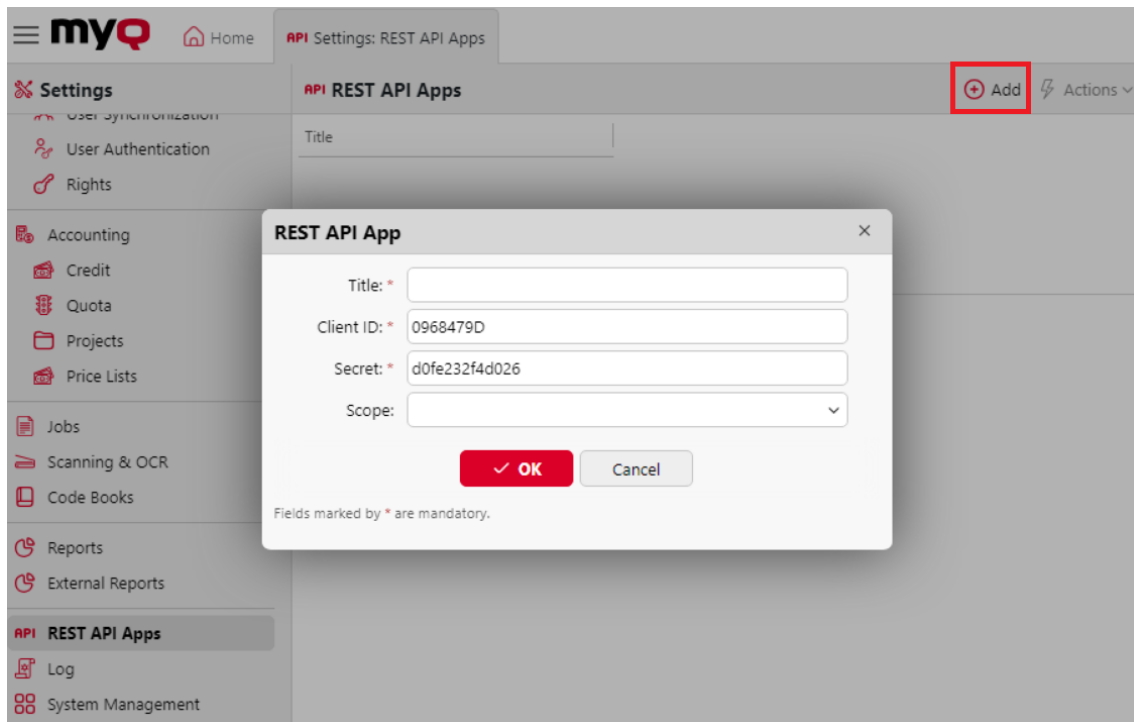 myQ
Home
API Settings: REST API Apps
Settings
API REST API Apps
Add
Actions
User Synchronization
User Authentication
Rights
Title
Accounting
Credit
Quota
Projects
Price Lists
Jobs
Scanning & OCR
Code Books
Reports
External Reports
API REST API Apps
Log
System Management
REST API App
Title: *
Client ID: * 0968479D
Secret: * d0fe232f4d026
Scope:
OK Cancel
Fields marked by * are mandatory.